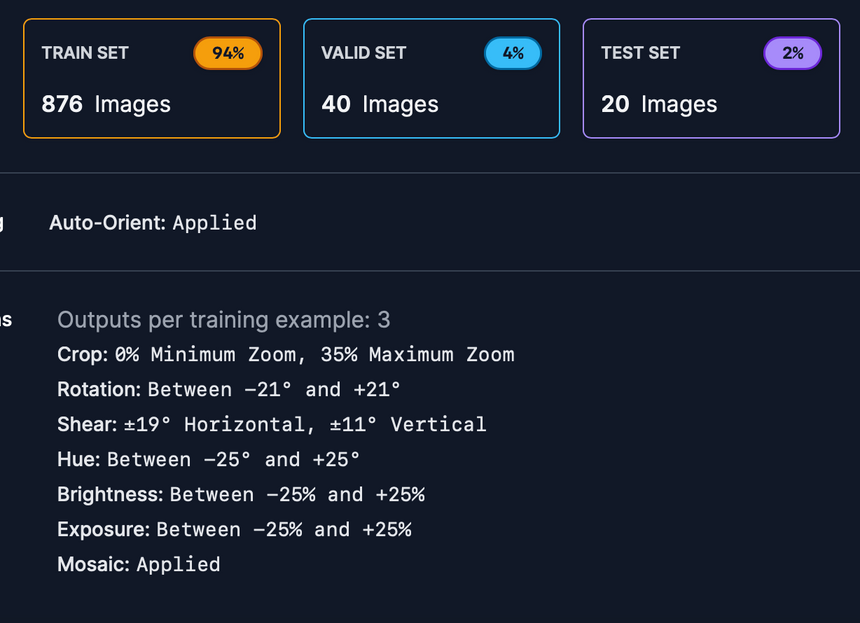 TRAIN SET 94%
876 Images
VALID SET 4%
40 Images
TEST SET 2%
20 Images
Auto-Orient: Applied
Outputs per training example: 3
Crop: 0% Minimum Zoom, 35% Maximum Zoom
Rotation: Between −21° and +21°
Shear: ±19° Horizontal, ±11° Vertical
Hue: Between −25° and +25°
Brightness: Between −25% and +25%
Exposure: Between −25% and +25%
Mosaic: Applied